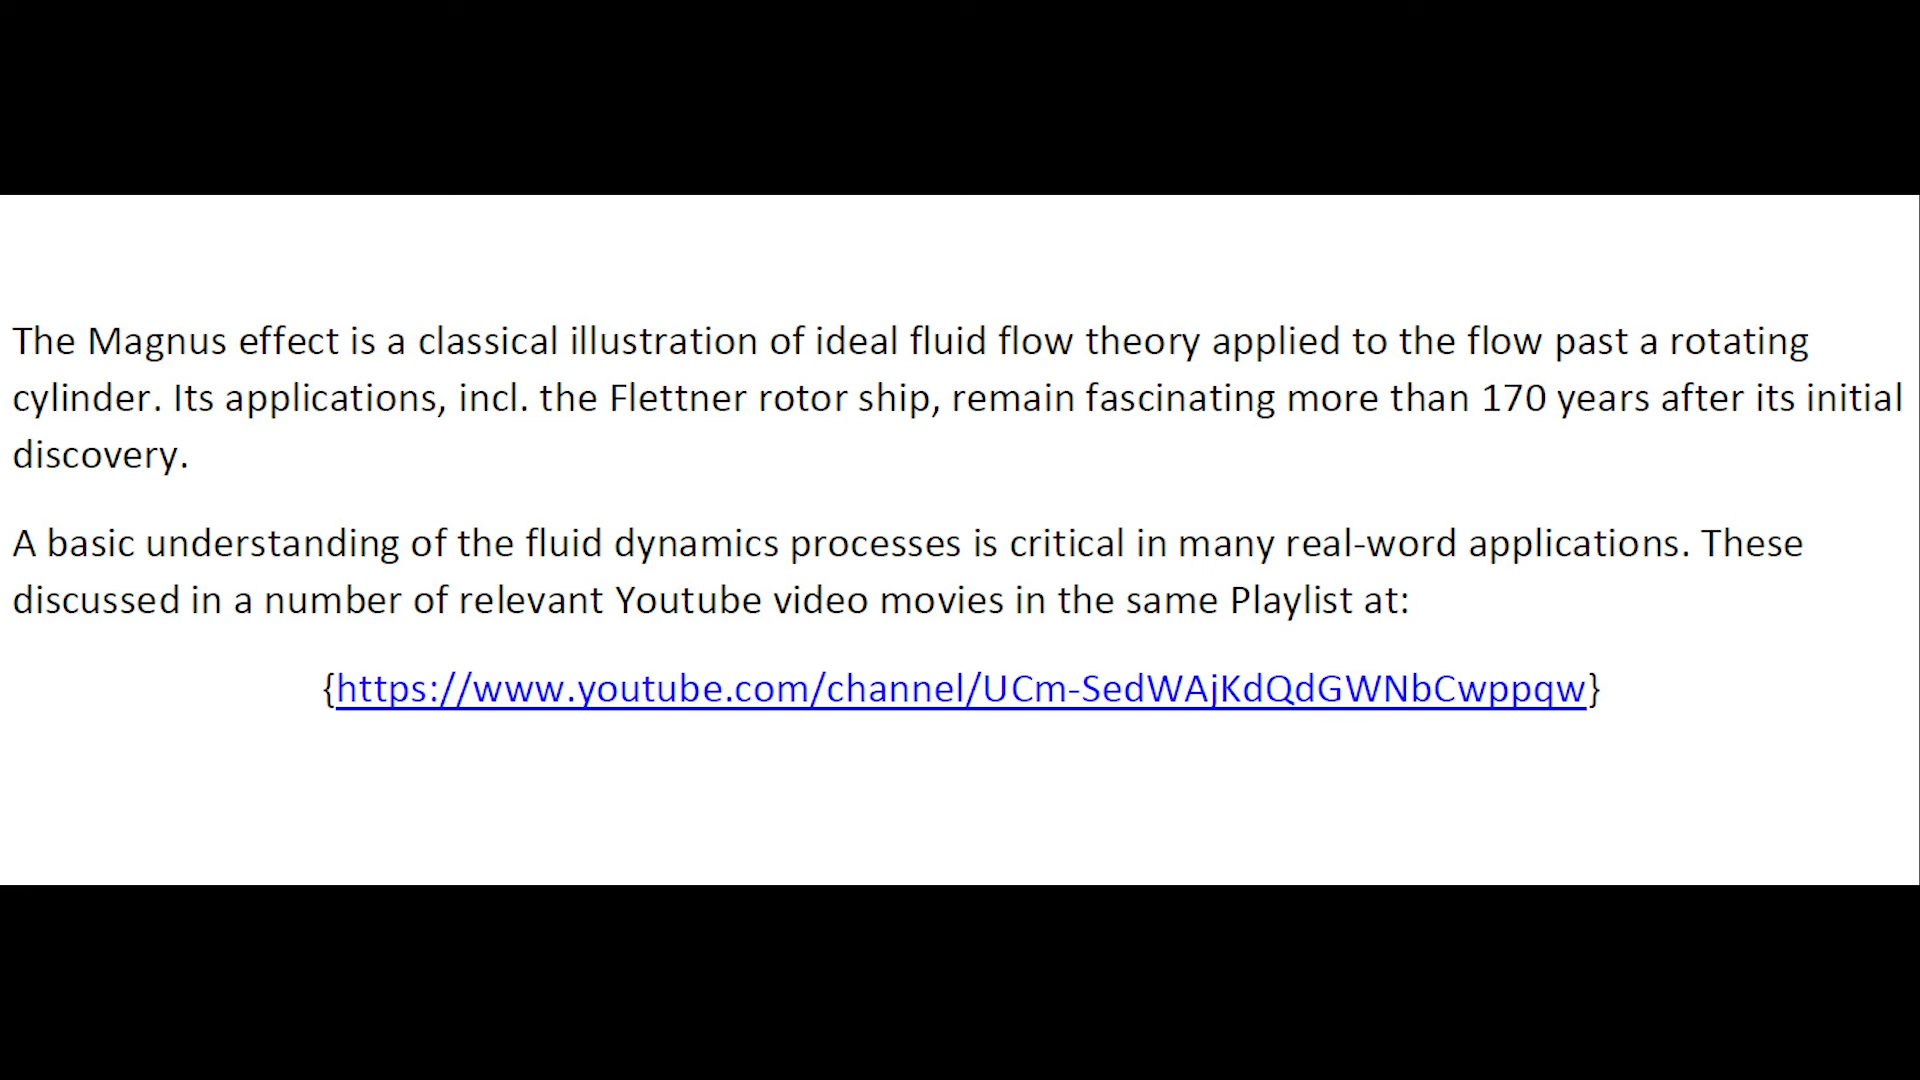 The Magnus effect is a classical illustration of ideal fluid flow theory applied to the flow past a rotating
cylinder. Its applications, incl. the Flettner rotor ship, remain fascinating more than 170 years after its initial
discovery.
A basic understanding of the fluid dynamics processes is critical in many real-word applications. These
discussed in a number of relevant Youtube video movies in the same Playlist at:
{https://www.youtube.com/channel/UCm-SedWAjKdQdGWNbCwppqw}